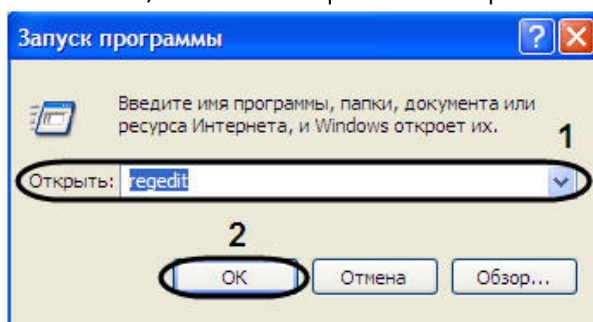 Запуск программы
Введите имя программы, папки, документа или
ресурса Интернета, и Windows откроет их.
1
Открыть: regedit
2
ОК Отмена Обзор...